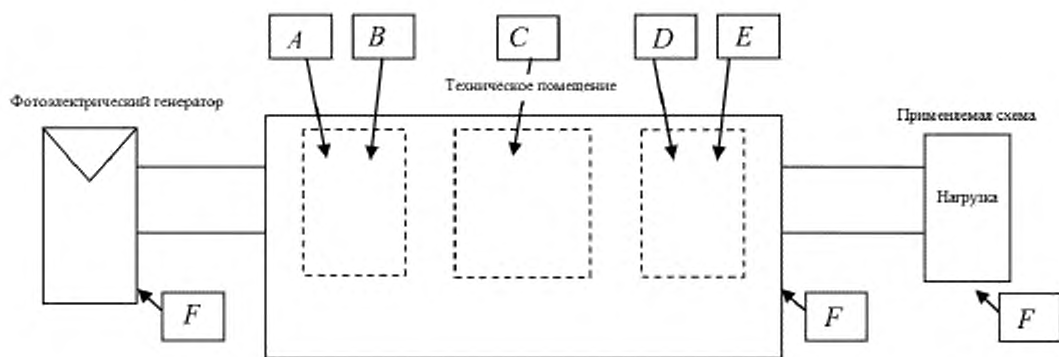 A B C D E
Техническое помещение
Фотоэлектрический генератор
Применяемая схема
Нагрузка
F F F